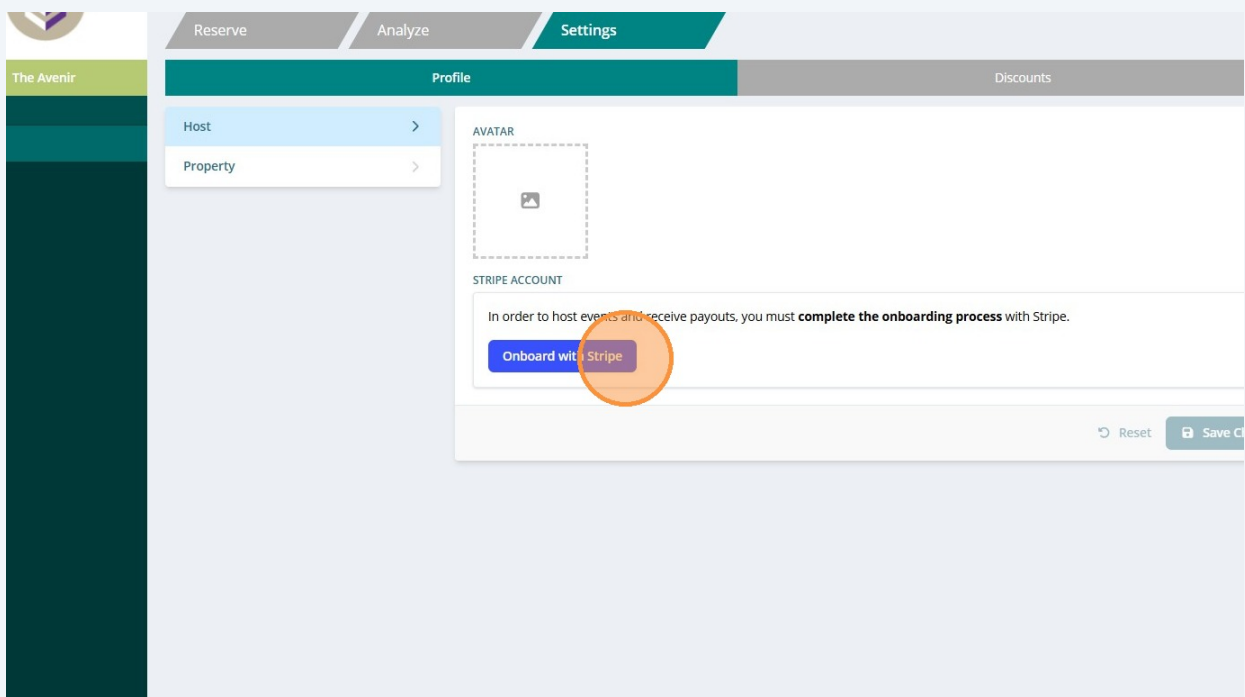 Reserve
Analyze
Settings
The Avenir
Profile
Discounts
Host
Property
AVATAR
STRIPE ACCOUNT
In order to host events and receive payouts, you must complete the onboarding process with Stripe.
Onboard with Stripe
Reset
Save